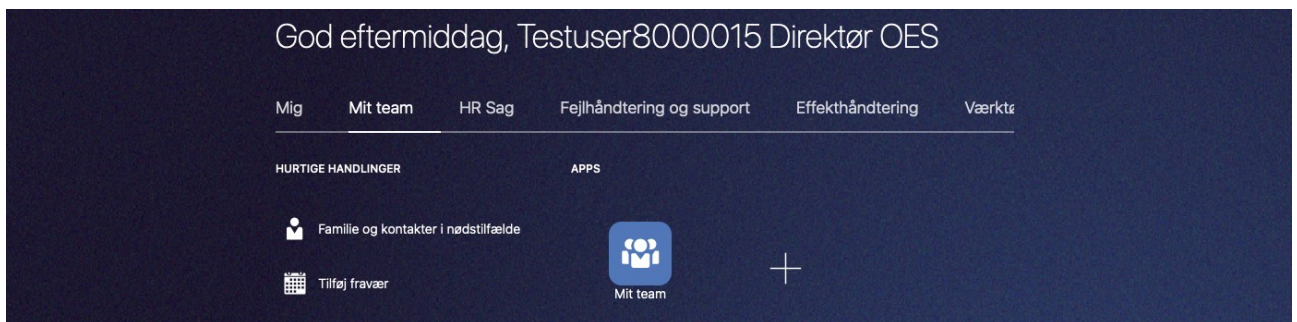 God eftermiddag, Testuser8000015 Direktør OES
Mig Mit team HR Sag Fejlhåndtering og support Effekthåndtering
HURTIGE HANDLINGER APPS
Familie og kontakter i nødstilfælde
Tilføj fravær
Mit team